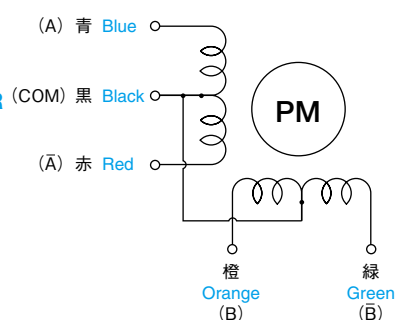 (A) 青 Blue
R (COM) 黒 Black
(Ā) 赤 Red
PM
橙 緑
Orange Green
(B) (B̄)